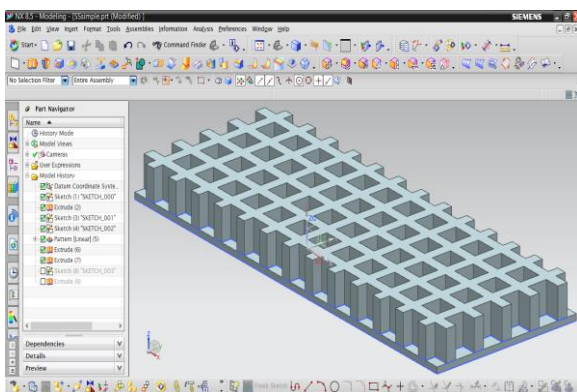 NX 8.5 - Modeling - [SSsimple.prt (Modified)]
SIEMENS
File Edit View Insert Format Tools Assemblies Information Analysis Preferences Window Help
Start
Command Finder
No Selection Filter
Entire Assembly
Part Navigator
Name
History Mode
Model Views
Cameras
User Expressions
Model History
Datum Coordinate Syste..
Sketch (1) "SKETCH_000"
Extrude (2)
Sketch (3) "SKETCH_001"
Sketch (4) "SKETCH_002"
Pattern [Linear] (5)
Extrude (6)
Extrude (7)
Sketch (8) "SKETCH_003"
Extrude (9)
Dependencies
Details
Preview
Finish Sketch